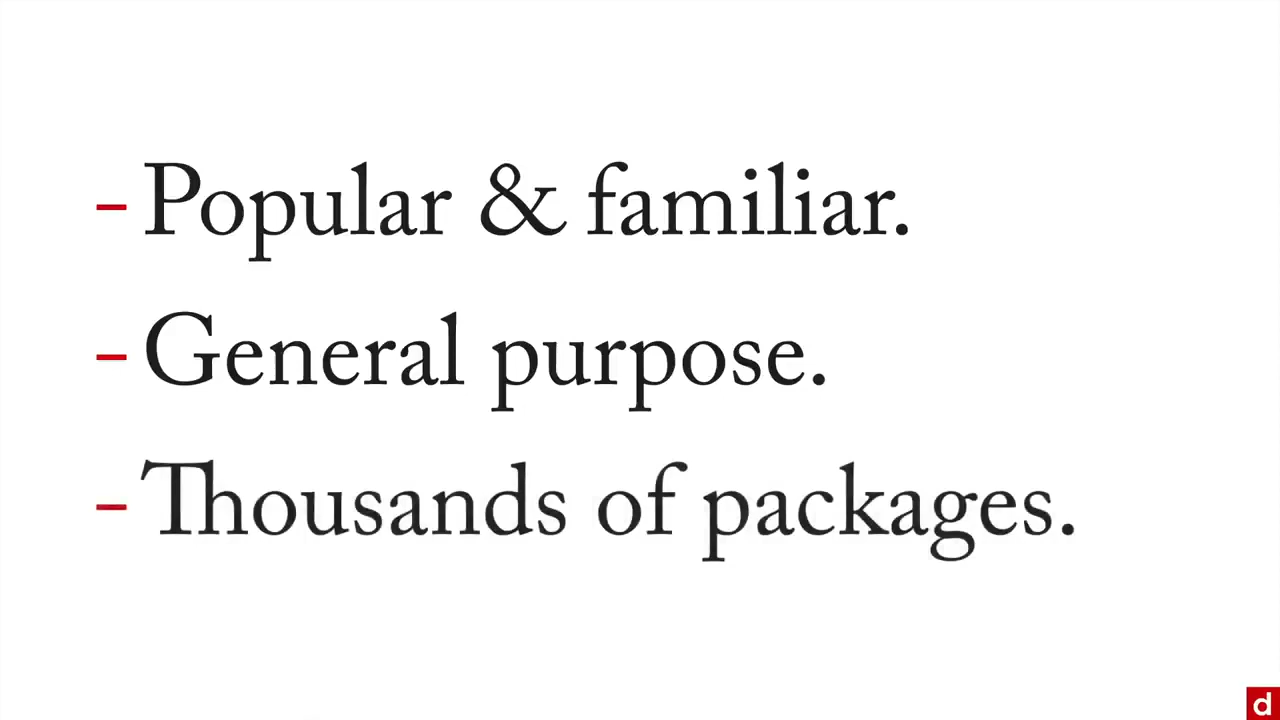 - Popular & familiar.
- General purpose.
- Thousands of packages.
d